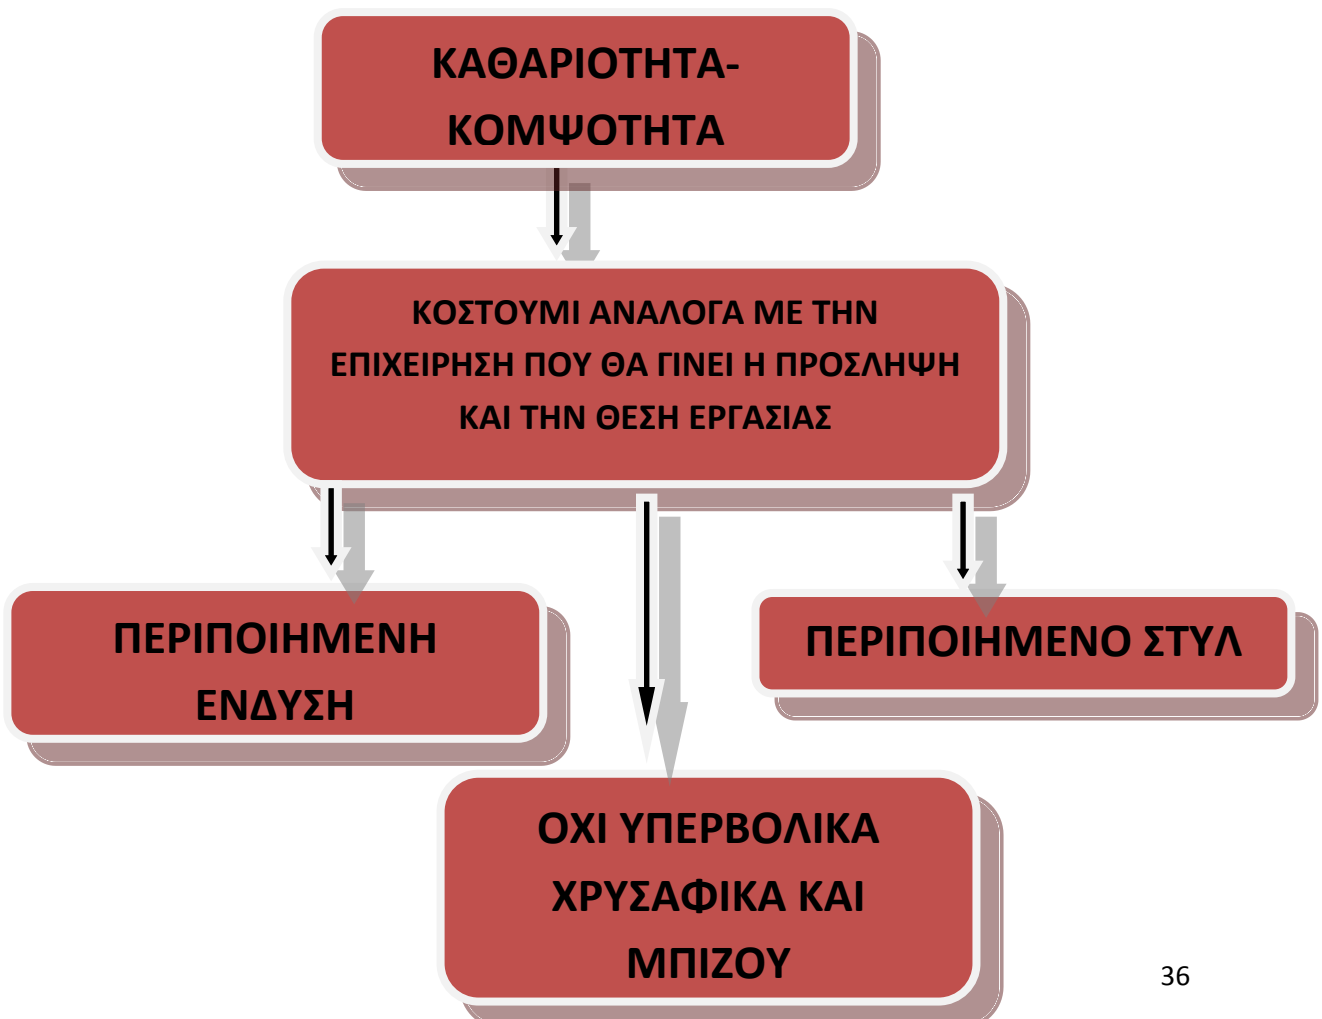 ΚΑΘΑΡΙΟΤΗΤΑ-
ΚΟΜΨΟΤΗΤΑ
ΚΟΣΤΟΥΜΙ ΑΝΑΛΟΓΑ ΜΕ ΤΗΝ
ΕΠΙΧΕΙΡΗΣΗ ΠΟΥ ΘΑ ΓΙΝΕΙ Η ΠΡΟΣΛΗΨΗ
ΚΑΙ ΤΗΝ ΘΕΣΗ ΕΡΓΑΣΙΑΣ
ΠΕΡΙΠΟΙΗΜΕΝΗ
ΕΝΔΥΣΗ
ΠΕΡΙΠΟΙΗΜΕΝΟ ΣΤΥΛ
ΟΧΙ ΥΠΕΡΒΟΛΙΚΑ
ΧΡΥΣΑΦΙΚΑ ΚΑΙ
ΜΠΙΖΟΥ
36